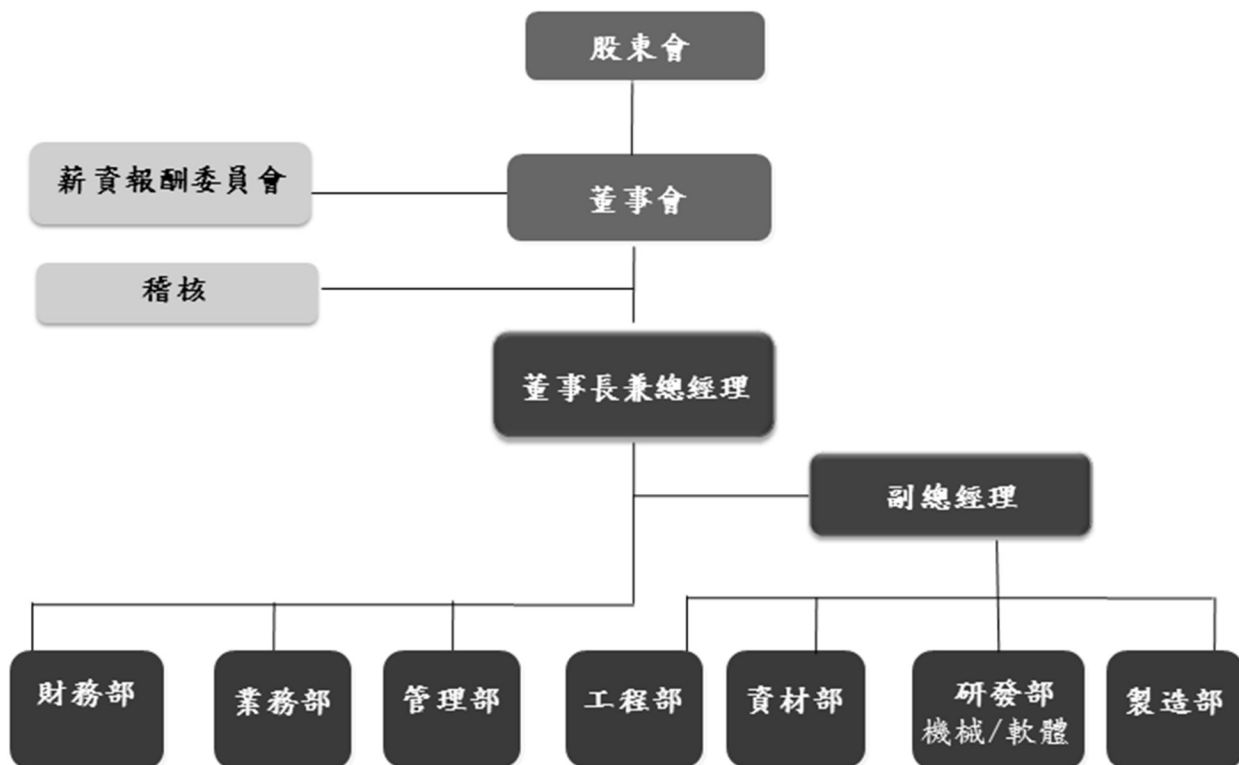 股東會
薪資報酬委員會
董事會
稽核
董事長兼總經理
副總經理
財務部
業務部
管理部
工程部
資材部
研發部
機械/軟體
製造部